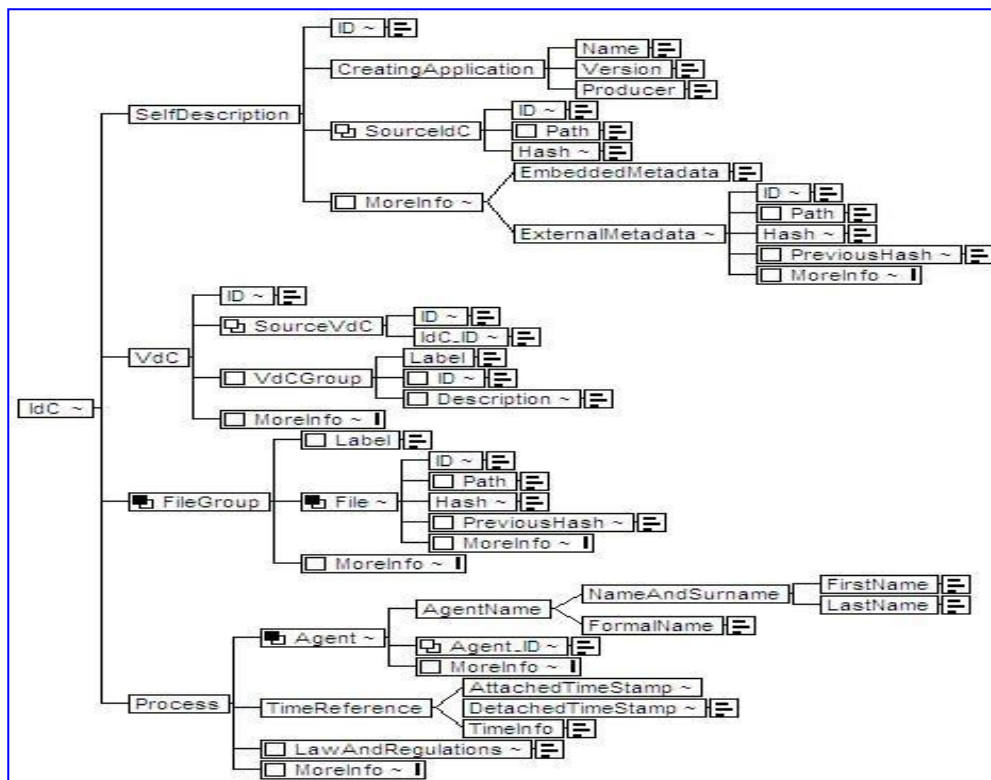 ID ~
CreatingApplication
Name
Version
Producer
SelfDescription
SourceIdC
ID ~
Path
Hash ~
MoreInfo ~
EmbeddedMetadata
ExternalMetadata ~
ID ~
Path
Hash ~
PreviousHash ~
MoreInfo ~
VdC
ID ~
SourceVdC
ID ~
IdC_ID ~
VdCGroup
Label
ID ~
Description ~
MoreInfo ~
IdC ~
FileGroup
Label
File ~
ID ~
Path
Hash ~
PreviousHash ~
MoreInfo ~
MoreInfo ~
Process
Agent ~
AgentName
NameAndSurname
FirstName
LastName
FormalName
Agent_ID ~
MoreInfo ~
TimeReference
AttachedTimeStamp ~
DetachedTimeStamp ~
TimeInfo
LawAndRegulations ~
MoreInfo ~